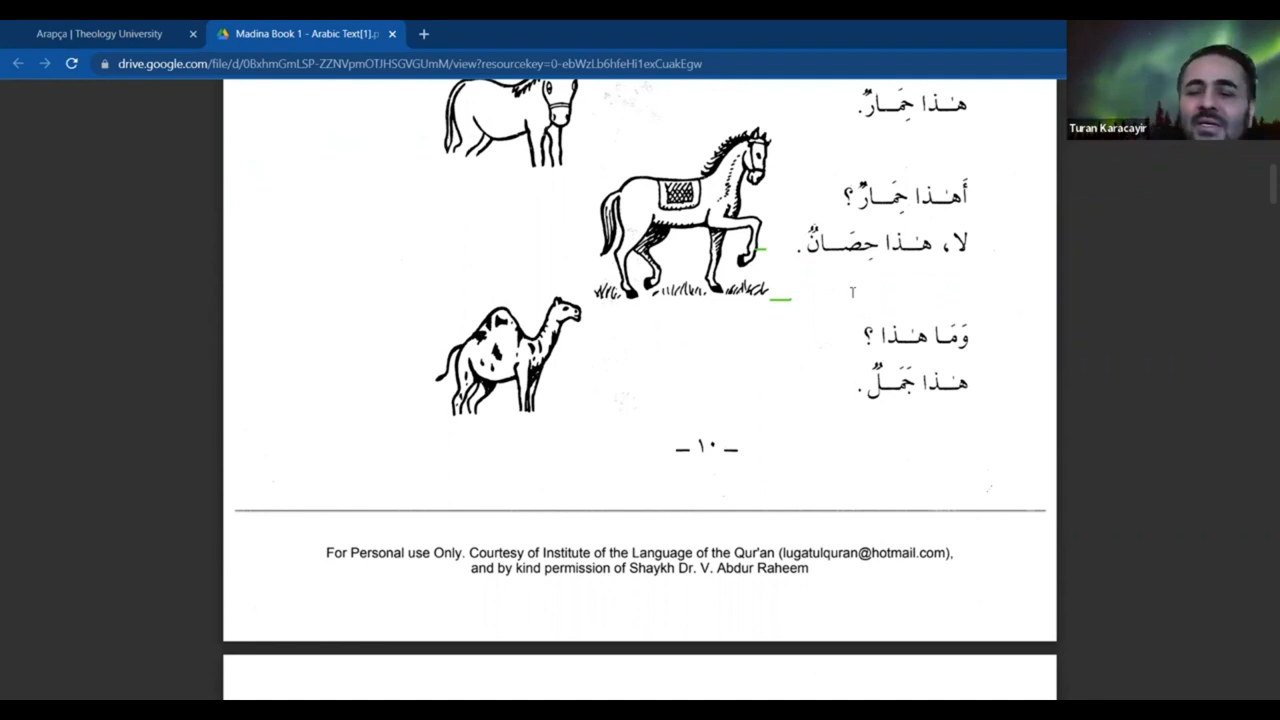 Arapça | Theology University
Madina Book 1 - Arabic Text[1].p
drive.google.com/file/d/0BxhmGmLSP-ZZNVpmOTJHSGVGUmM/view?resourcekey=0-ebWzLb6hfeHi1exCuakEgw
Turan Karacayir
هٰذا حِمَارٌ.
أَهٰذا حِمَارٌ؟
لا، هٰذا حِصَانٌ.
وَمَا هٰذا ؟
هٰذا جَمَلٌ.
– ١٠ –
For Personal use Only. Courtesy of Institute of the Language of the Qur'an (lugatulquran@hotmail.com),
and by kind permission of Shaykh Dr. V. Abdur Raheem